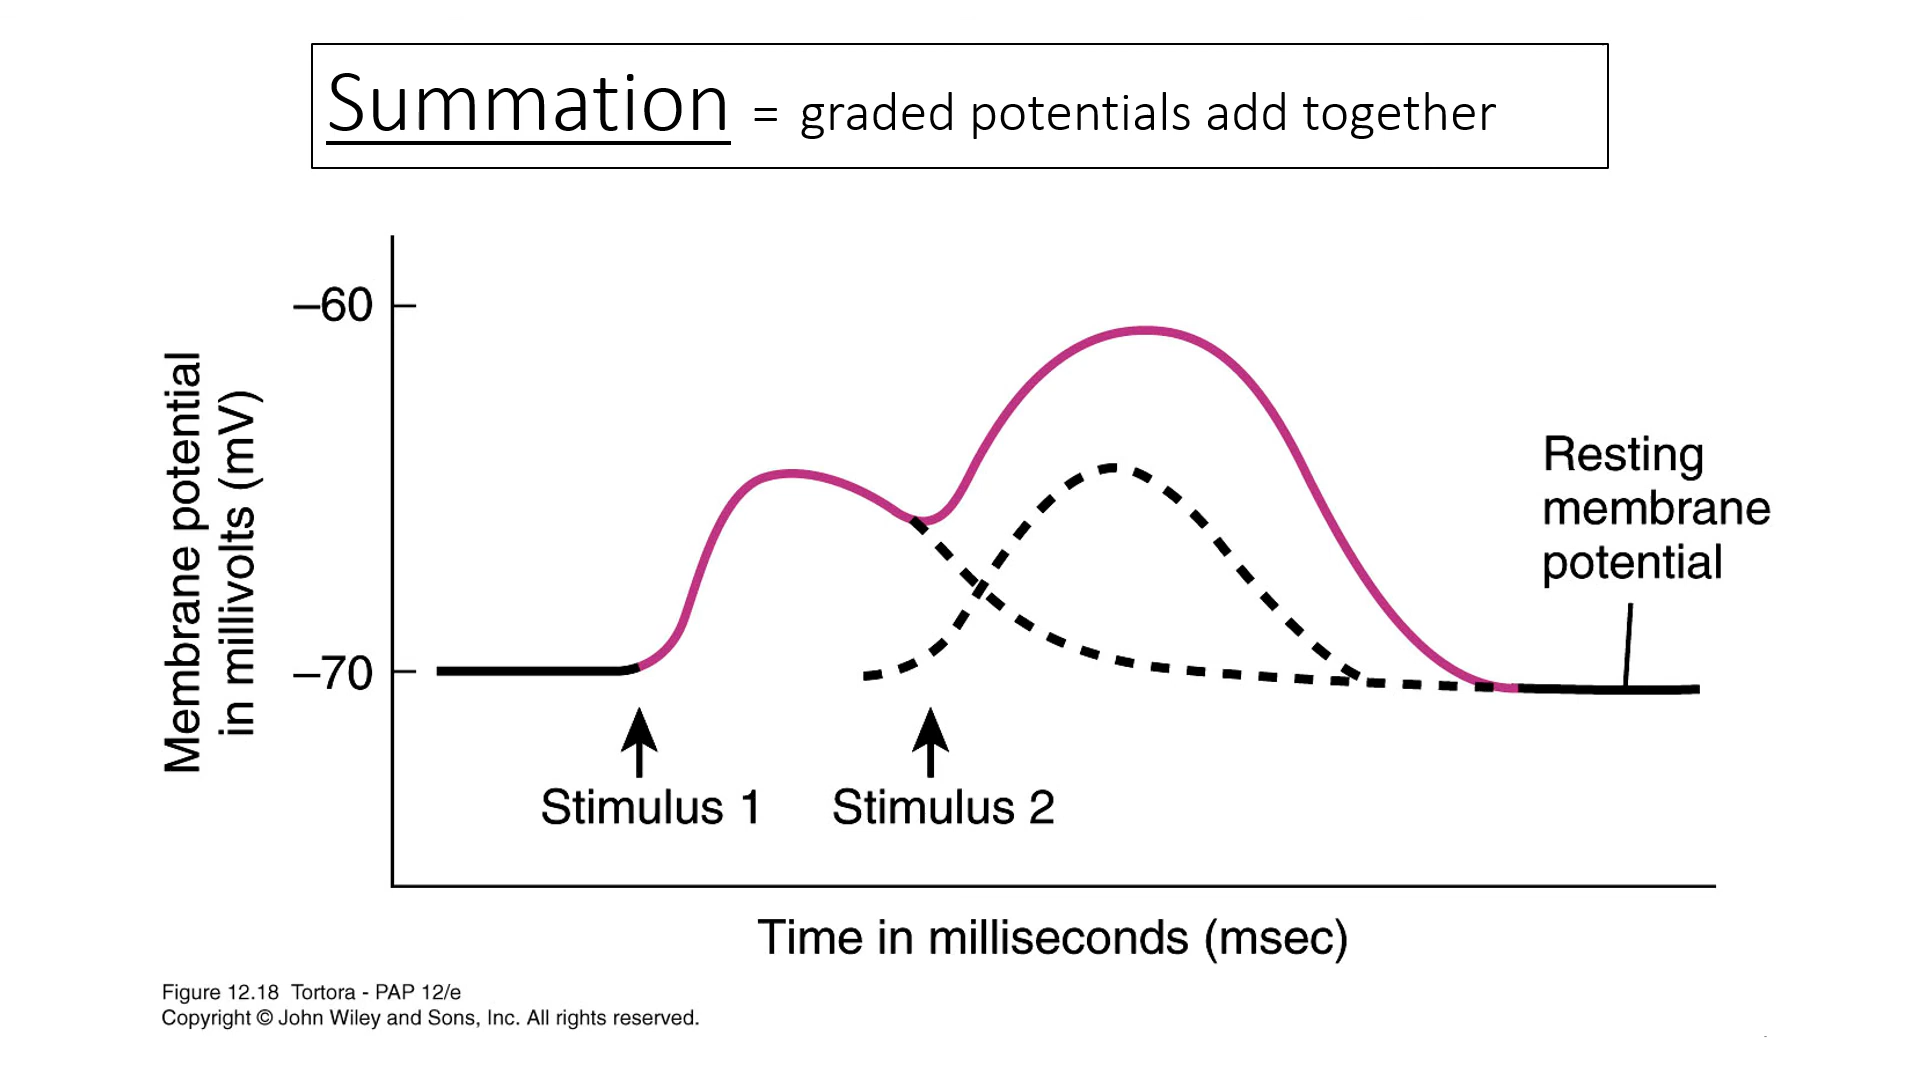 Summation = graded potentials add together
–60
–70
Membrane potential
in millivolts (mV)
Resting
membrane
potential
Stimulus 1
Stimulus 2
Time in milliseconds (msec)
Figure 12.18 Tortora - PAP 12/e
Copyright © John Wiley and Sons, Inc. All rights reserved.